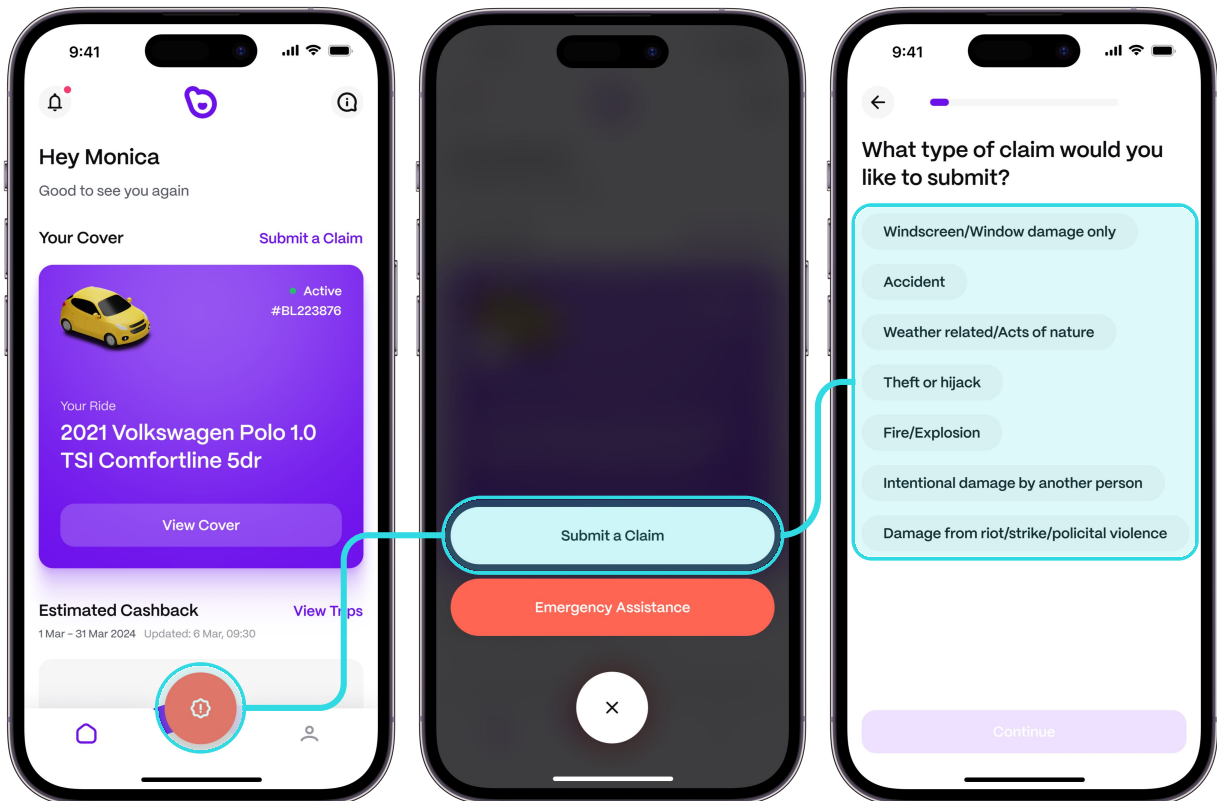 9:41
Hey Monica
Good to see you again
Your Cover
Submit a Claim
Active
#BL223876
Your Ride
2021 Volkswagen Polo 1.0
TSI Comfortline 5dr
View Cover
Estimated Cashback
View Trips
1 Mar – 31 Mar 2024 Updated: 6 Mar, 09:30
Submit a Claim
Emergency Assistance
9:41
What type of claim would you
like to submit?
Windscreen/Window damage only
Accident
Weather related/Acts of nature
Theft or hijack
Fire/Explosion
Intentional damage by another person
Damage from riot/strike/policital violence
Continue